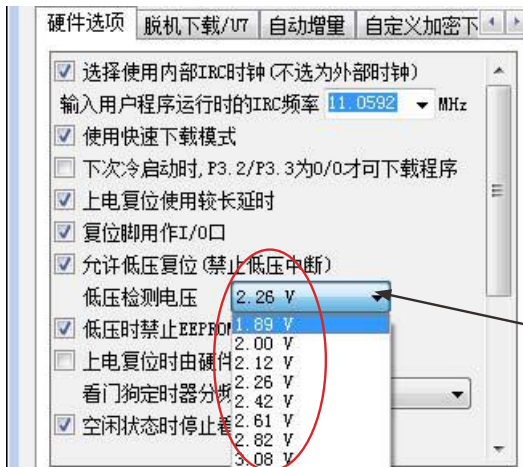 硬件选项 脱机下载/U7 自动增量 自定义加密下
选择使用内部IRC时钟(不选为外部时钟)
输入用户程序运行时的IRC频率 11.0592 MHz
使用快速下载模式
下次冷启动时,P3.2/P3.3为0/0才可下载程序
上电复位使用较长延时
复位脚用作I/O口
允许低压复位(禁止低压中断)
低压检测电压 2.26 V
低压时禁止EEPROM 1.89 V
2.00 V
上电复位时由硬件 2.12 V
2.26 V
看门狗定时器分频 2.42 V
空闲状态时停止看 2.61 V
2.82 V
3.08 V